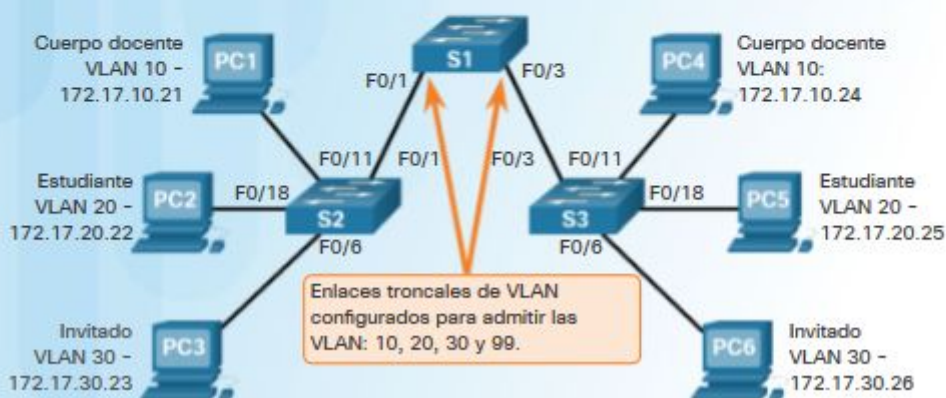 Cuerpo docente
VLAN 10 -
172.17.10.21
PC1
S1
F0/1
F0/3
PC4
Cuerpo docente
VLAN 10:
172.17.10.24
F0/11
F0/1
F0/3
F0/11
Estudiante
VLAN 20 -
172.17.20.22
PC2
F0/18
S2
F0/6
S3
F0/6
F0/18
PC5
Estudiante
VLAN 20 -
172.17.20.25
Enlaces troncales de VLAN
configurados para admitir las
VLAN: 10, 20, 30 y 99.
Invitado
VLAN 30 -
172.17.30.23
PC3
PC6
Invitado
VLAN 30 -
172.17.30.26